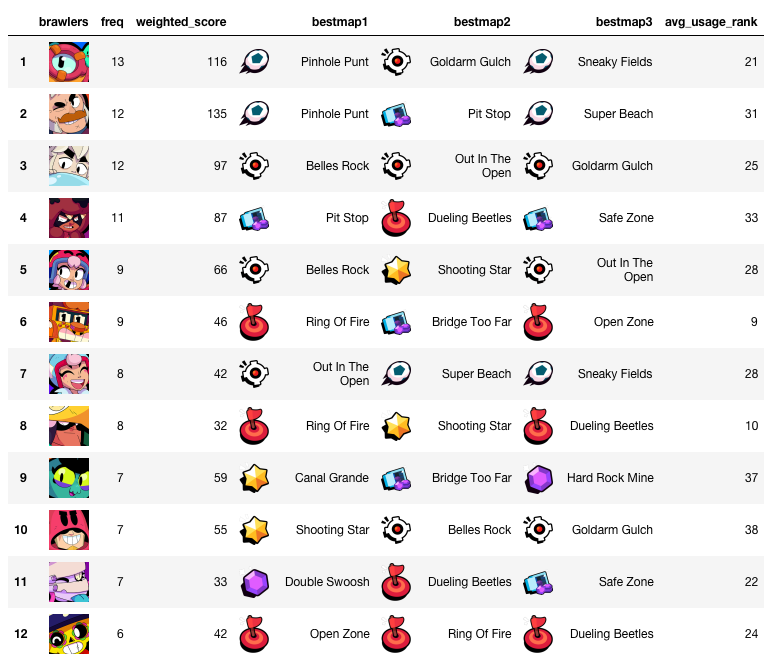 brawlers freq weighted_score bestmap1 bestmap2 bestmap3 avg_usage_rank
1 13 116 Pinhole Punt Goldarm Gulch Sneaky Fields 21
2 12 135 Pinhole Punt Pit Stop Super Beach 31
3 12 97 Belles Rock Out In The Open Goldarm Gulch 25
4 11 87 Pit Stop Dueling Beetles Safe Zone 33
5 9 66 Belles Rock Shooting Star Out In The Open 28
6 9 46 Ring Of Fire Bridge Too Far Open Zone 9
7 8 42 Out In The Open Super Beach Sneaky Fields 28
8 8 32 Ring Of Fire Shooting Star Dueling Beetles 10
9 7 59 Canal Grande Bridge Too Far Hard Rock Mine 37
10 7 55 Shooting Star Belles Rock Goldarm Gulch 38
11 7 33 Double Swoosh Dueling Beetles Safe Zone 22
12 6 42 Open Zone Ring Of Fire Dueling Beetles 24